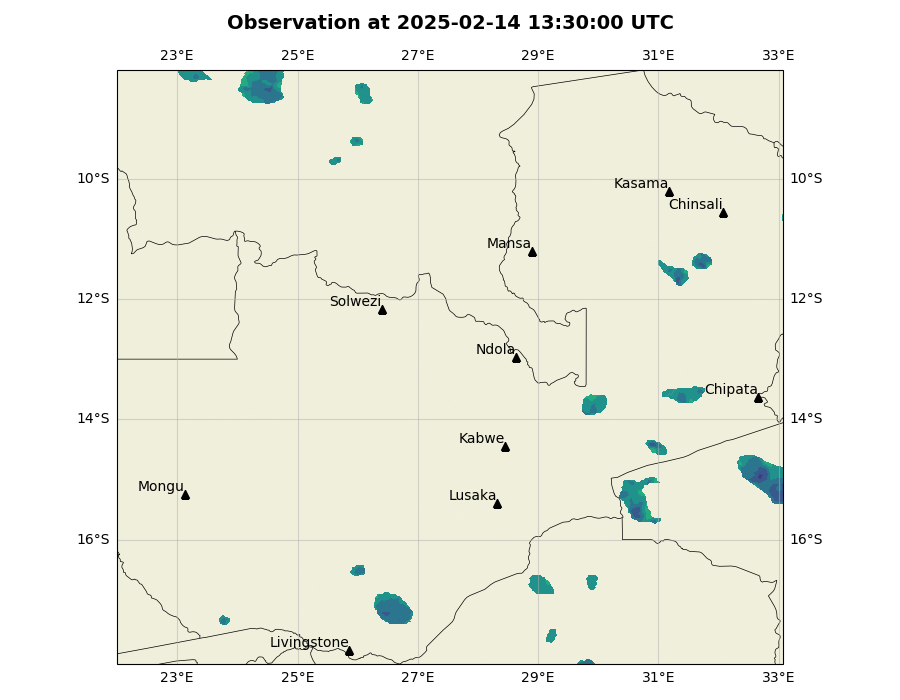 Observation at 2025-02-14 13:30:00 UTC
23°E 25°E 27°E 29°E 31°E 33°E
10°S 10°S
Kasama
Chinsali
Mansa
12°S 12°S
Solwezi
Ndola
Chipata
14°S 14°S
Kabwe
Mongu
Lusaka
16°S 16°S
Livingstone
23°E 25°E 27°E 29°E 31°E 33°E